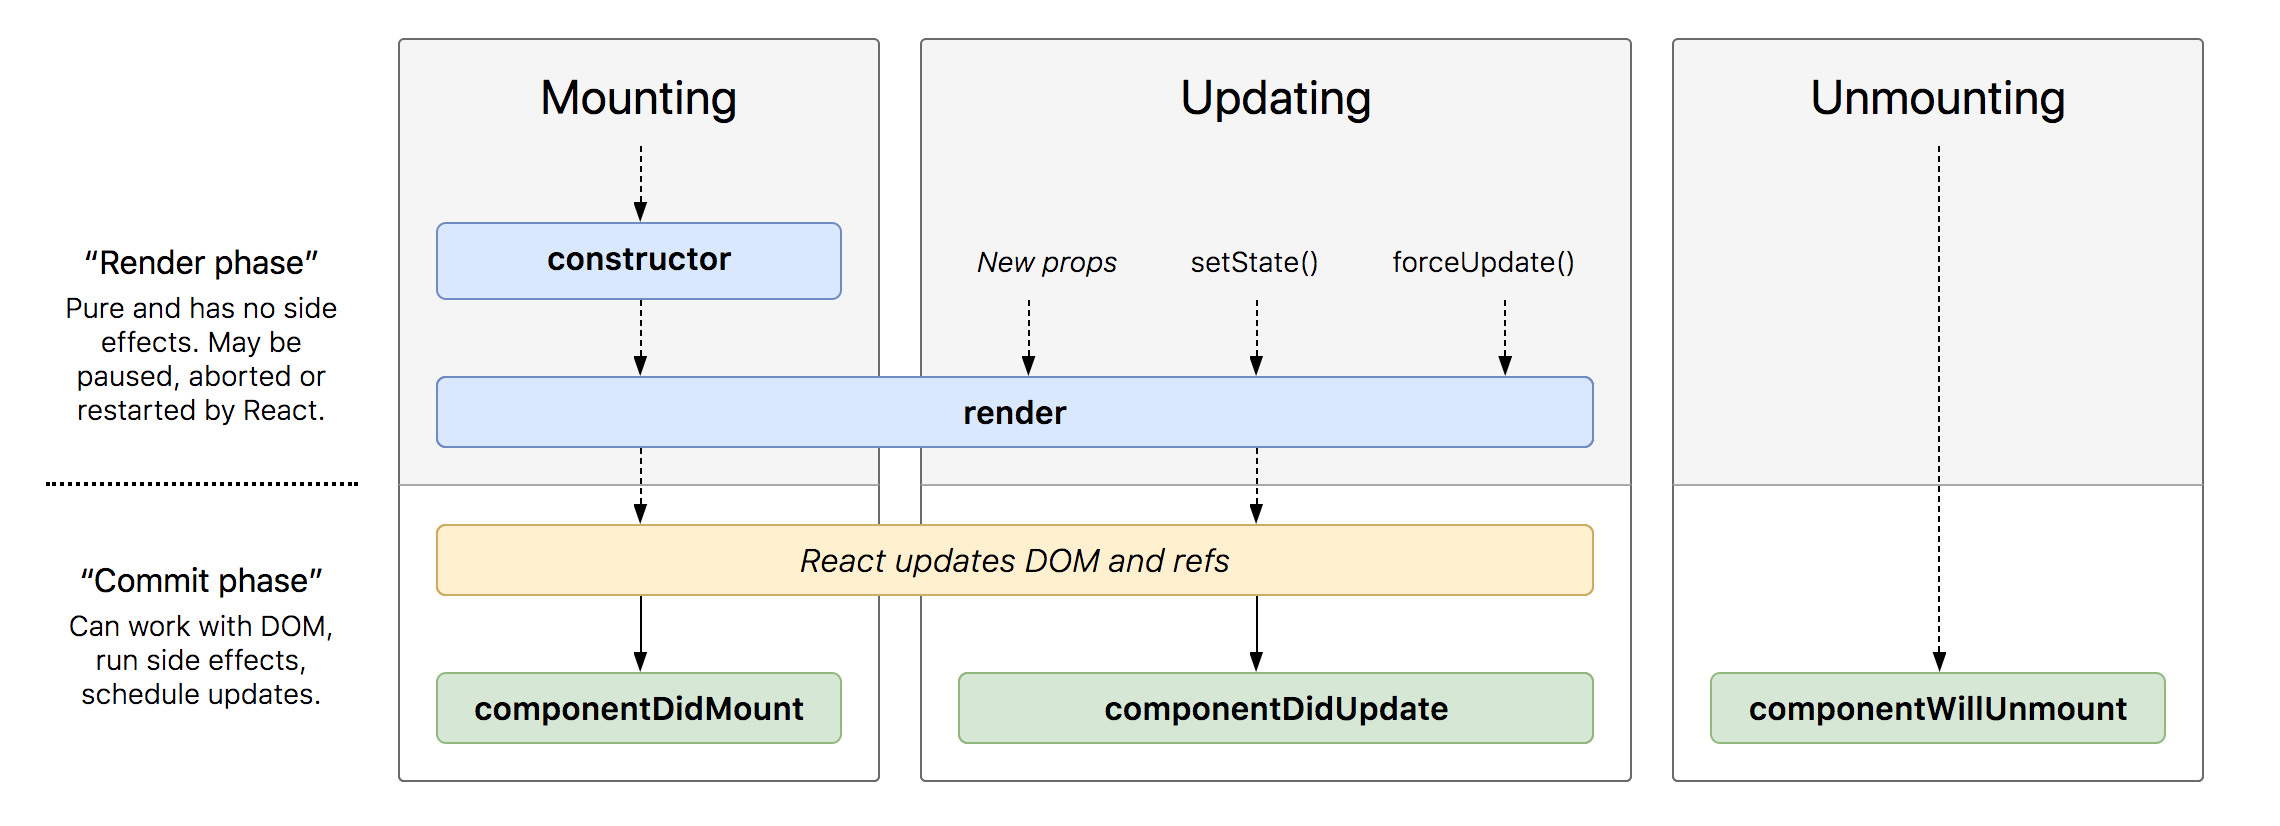 Mounting
Updating
Unmounting
“Render phase”
Pure and has no side
effects. May be
paused, aborted or
restarted by React.
constructor
New props
setState()
forceUpdate()
render
“Commit phase”
Can work with DOM,
run side effects,
schedule updates.
React updates DOM and refs
componentDidMount
componentDidUpdate
componentWillUnmount